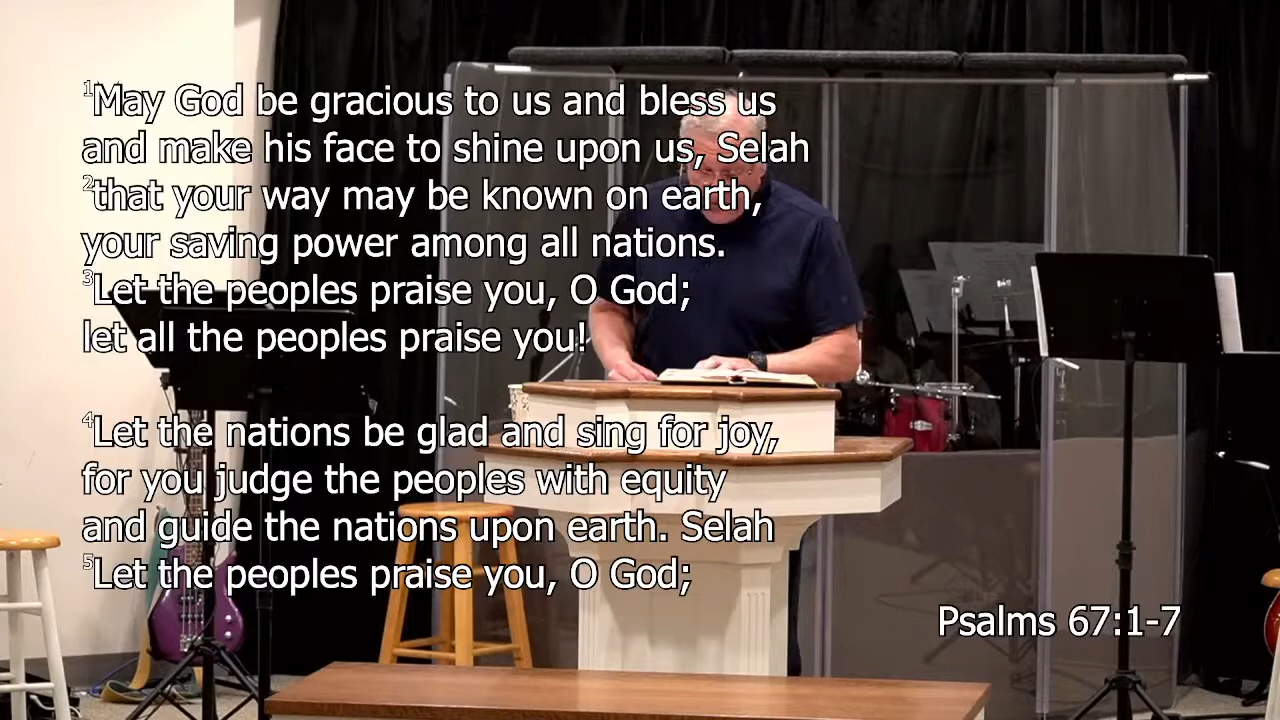 1May God be gracious to us and bless us
and make his face to shine upon us, Selah
2that your way may be known on earth,
your saving power among all nations.
3Let the peoples praise you, O God;
let all the peoples praise you!
4Let the nations be glad and sing for joy,
for you judge the peoples with equity
and guide the nations upon earth. Selah
5Let the peoples praise you, O God;
Psalms 67:1-7